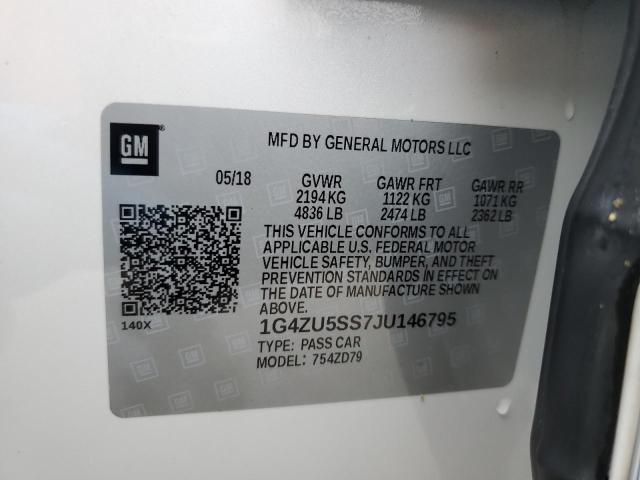 GM
MFD BY GENERAL MOTORS LLC
05/18 GVWR GAWR FRT GAWR RR
2194 KG 1122 KG 1071 KG
4836 LB 2474 LB 2362 LB
THIS VEHICLE CONFORMS TO ALL
APPLICABLE U.S. FEDERAL MOTOR
VEHICLE SAFETY, BUMPER, AND THEFT
PREVENTION STANDARDS IN EFFECT ON
THE DATE OF MANUFACTURE SHOWN
ABOVE.
140X 1G4ZU5SS7JU146795
TYPE: PASS CAR
MODEL: 754ZD79